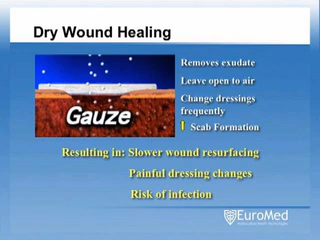 Dry Wound Healing
Gauze
Removes exudate
Leave open to air
Change dressings
frequently
Scab Formation
Resulting in: Slower wound resurfacing
Painful dressing changes
Risk of infection
EuroMed